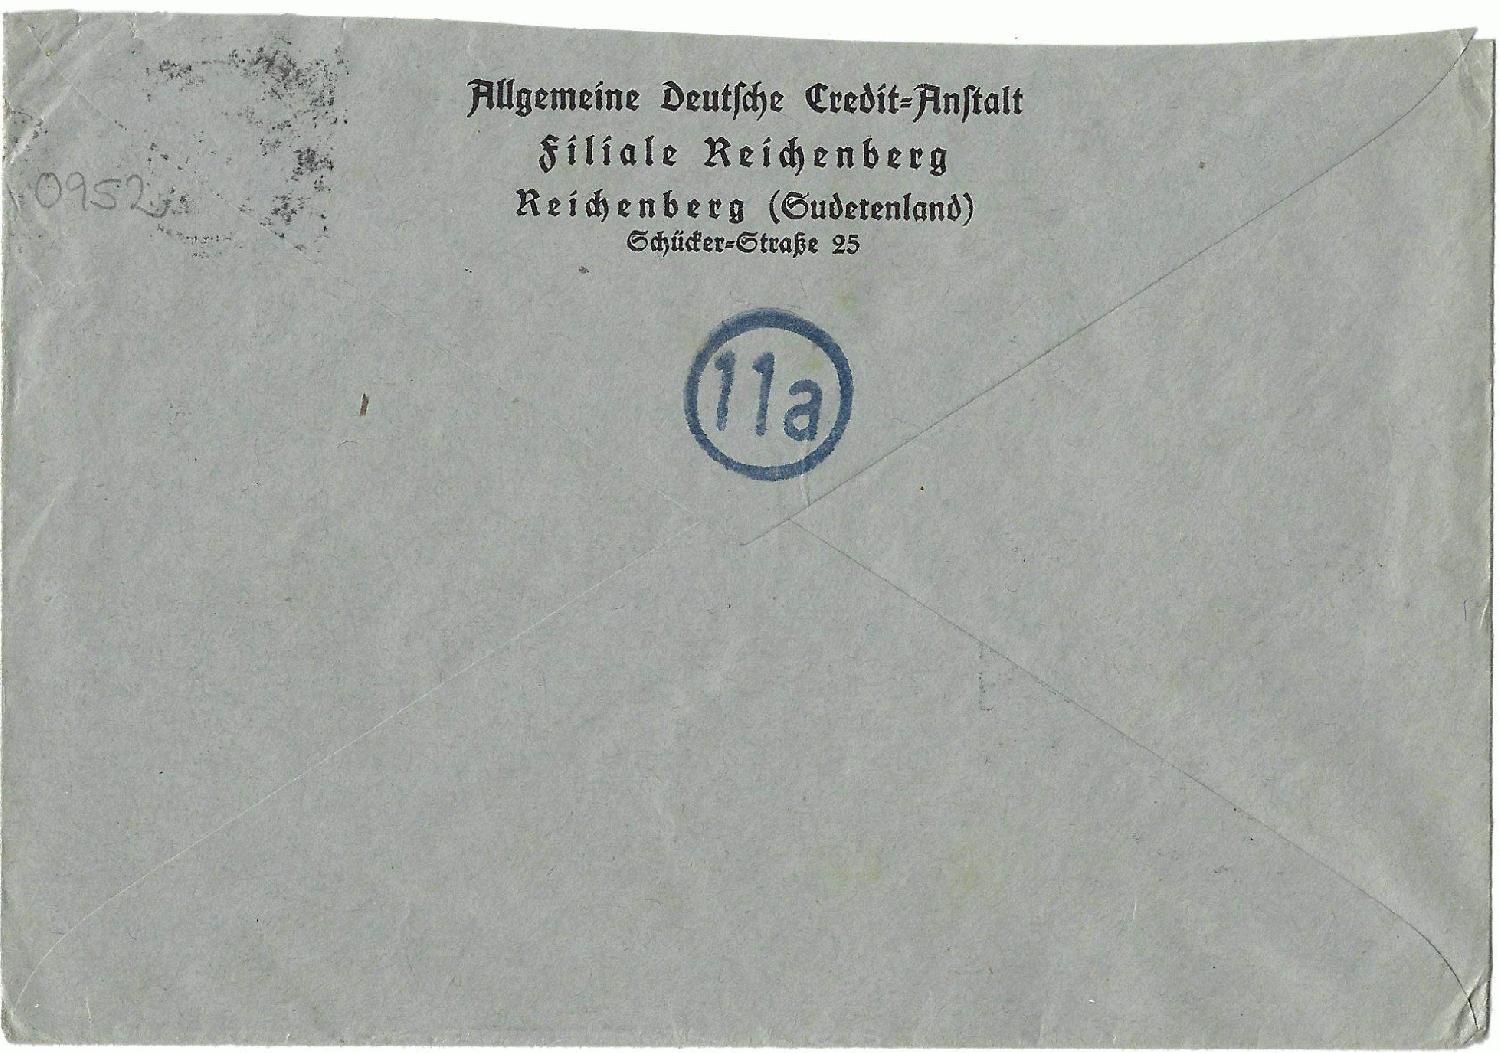 Allgemeine Deutſche Credit-Anſtalt
Filiale Reichenberg
Reichenberg (Sudetenland)
Schücker-Straße 25
0952
11a